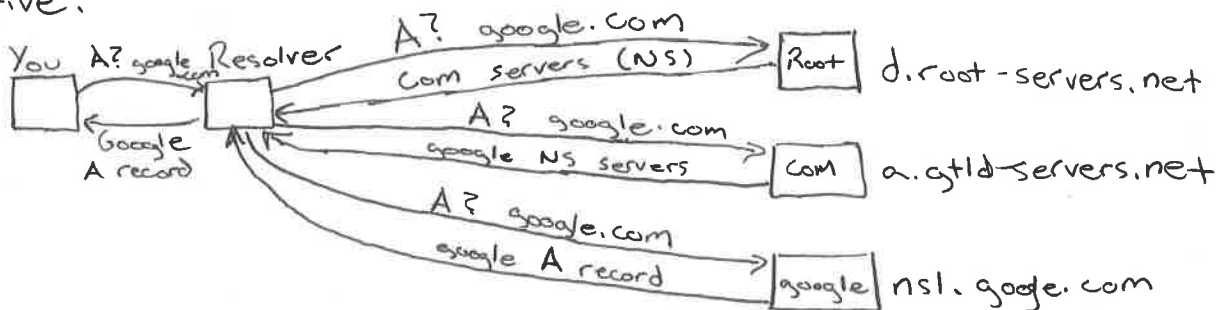 ive:
You
A? google.com
Resolver
Google
A record
A? google.com
Com servers (NS)
Root
d.root-servers.net
A? google.com
google NS servers
com
a.gtld-servers.net
A? google.com
google A record
google
ns1.googe.com